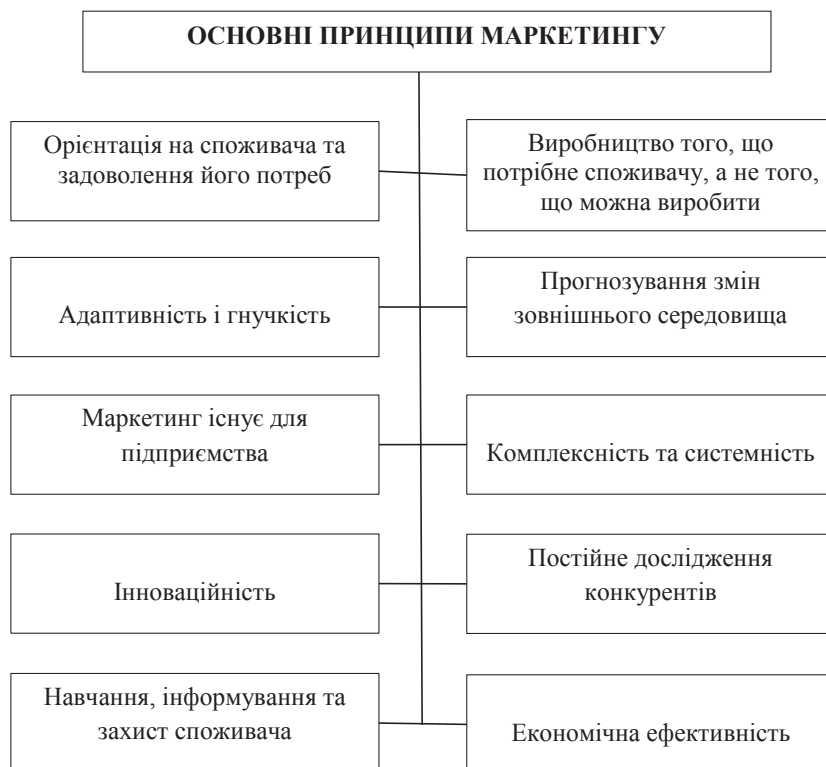 ОСНОВНІ ПРИНЦИПИ МАРКЕТИНГУ
Орієнтація на споживача та
задоволення його потреб
Виробництво того, що
потрібне споживачу, а не того,
що можна виробити
Адаптивність і гнучкість
Прогнозування змін
зовнішнього середовища
Маркетинг існує для
підприємства
Комплексність та системність
Інноваційність
Постійне дослідження
конкурентів
Навчання, інформування та
захист споживача
Економічна ефективність